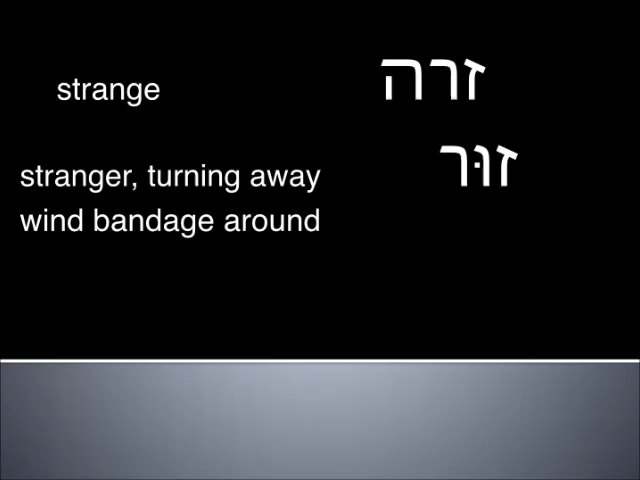 strange זרה
stranger, turning away זוּר
wind bandage around